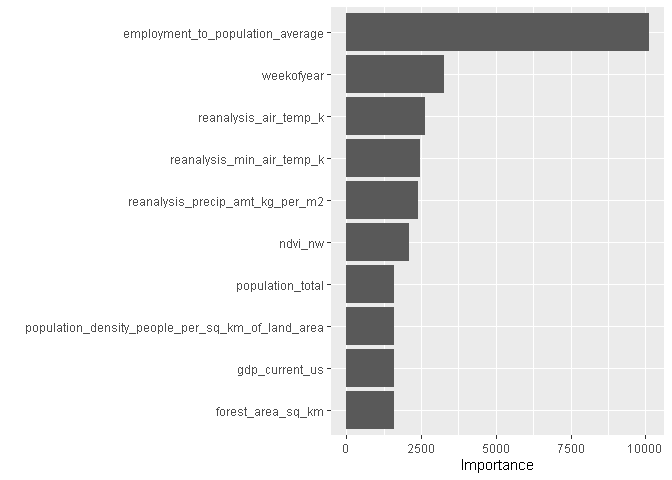 employment_to_population_average
weekofyear
reanalysis_air_temp_k
reanalysis_min_air_temp_k
reanalysis_precip_amt_kg_per_m2
ndvi_nw
population_total
population_density_people_per_sq_km_of_land_area
gdp_current_us
forest_area_sq_km
0 2500 5000 7500 10000
Importance